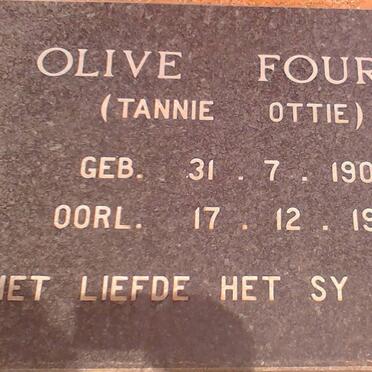 OLIVE FOUR
(TANNIE OTTIE)
GEB. 31 . 7 . 190
OORL. 17 . 12 . 19
MET LIEFDE HET SY